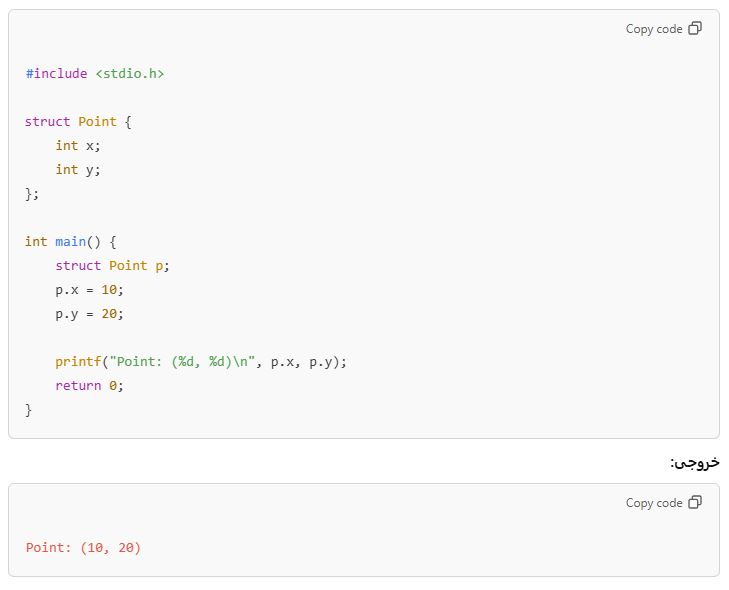 Copy code
#include <stdio.h>
struct Point {
    int x;
    int y;
};
int main() {
    struct Point p;
    p.x = 10;
    p.y = 20;
    printf("Point: (%d, %d)\n", p.x, p.y);
    return 0;
}
خروجی:
Copy code
Point: (10, 20)